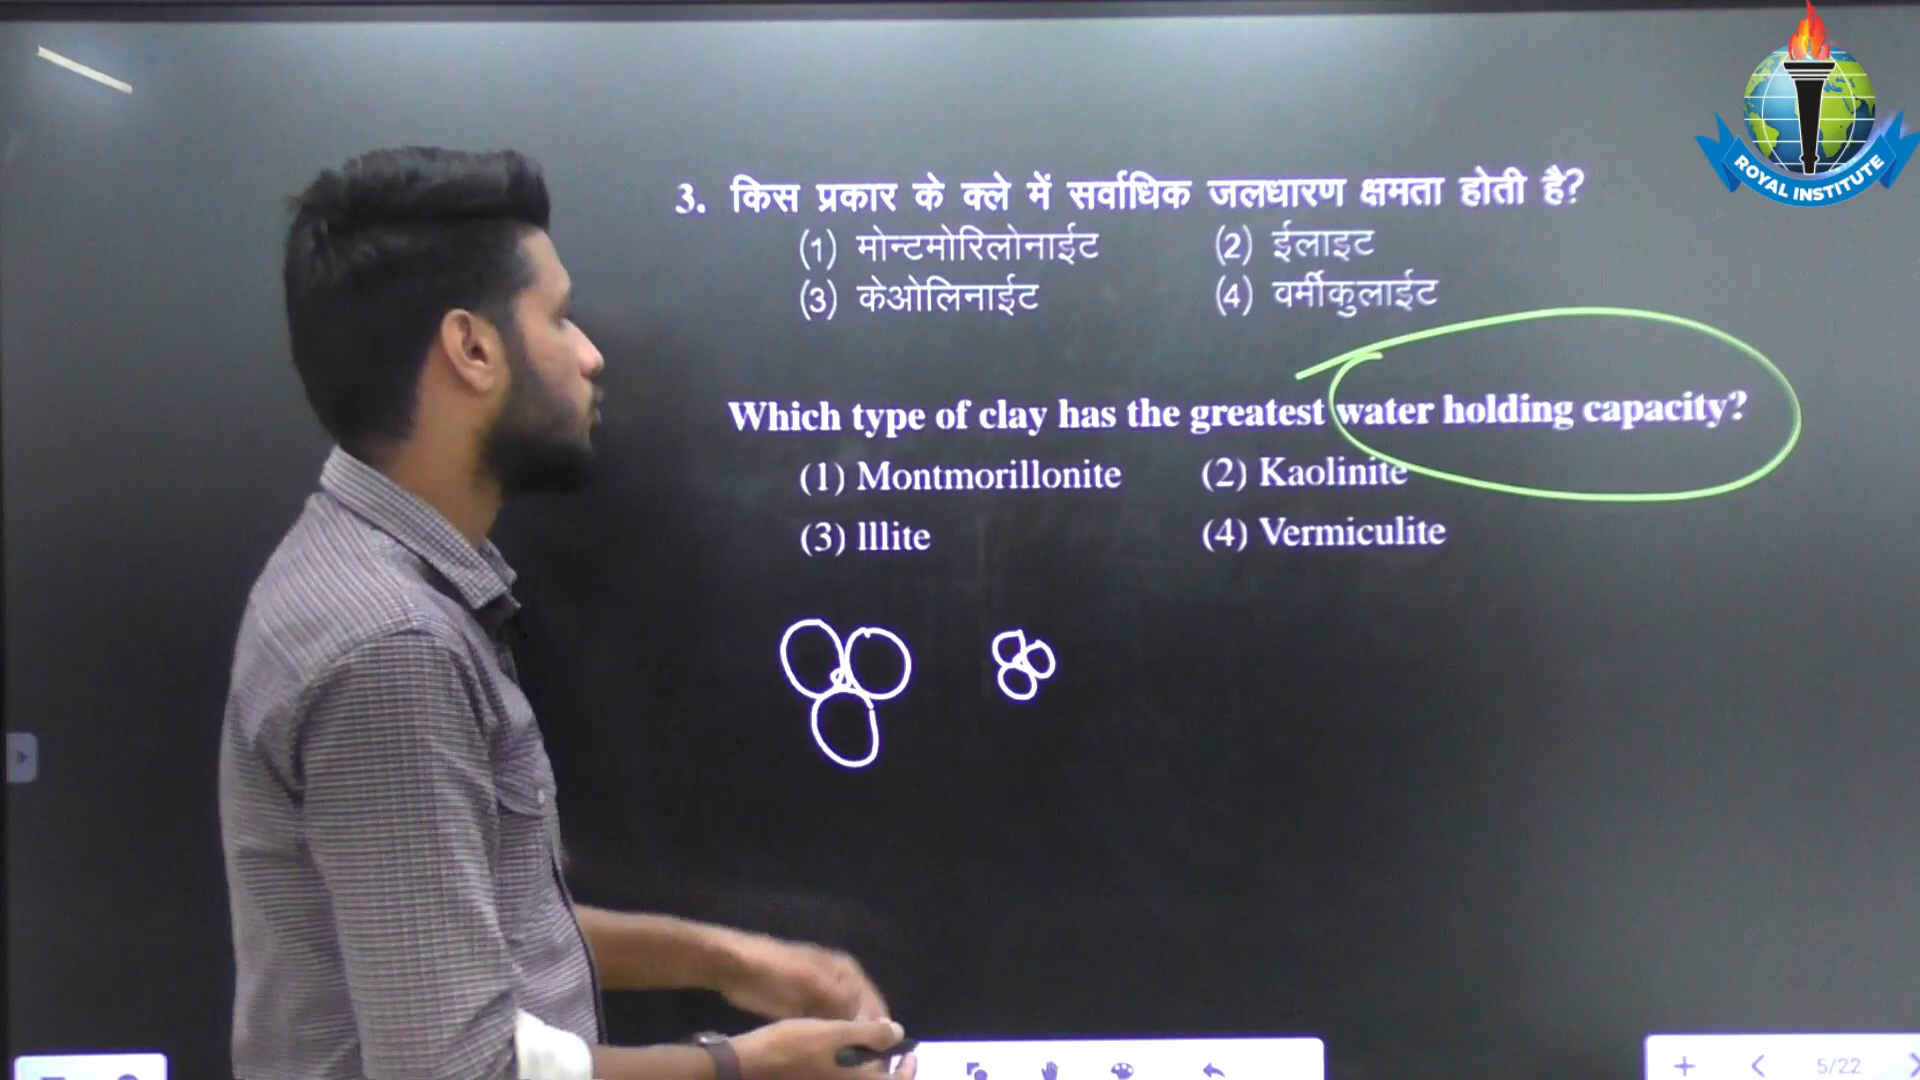 ROYAL INSTITUTE
3. किस प्रकार के क्ले में सर्वाधिक जलधारण क्षमता होती है?
(1) मोन्टमोरिलोनाईट (2) ईलाइट
(3) केओलिनाईट (4) वर्मीकुलाईट
Which type of clay has the greatest water holding capacity?
(1) Montmorillonite (2) Kaolinite
(3) lllite (4) Vermiculite
5/22